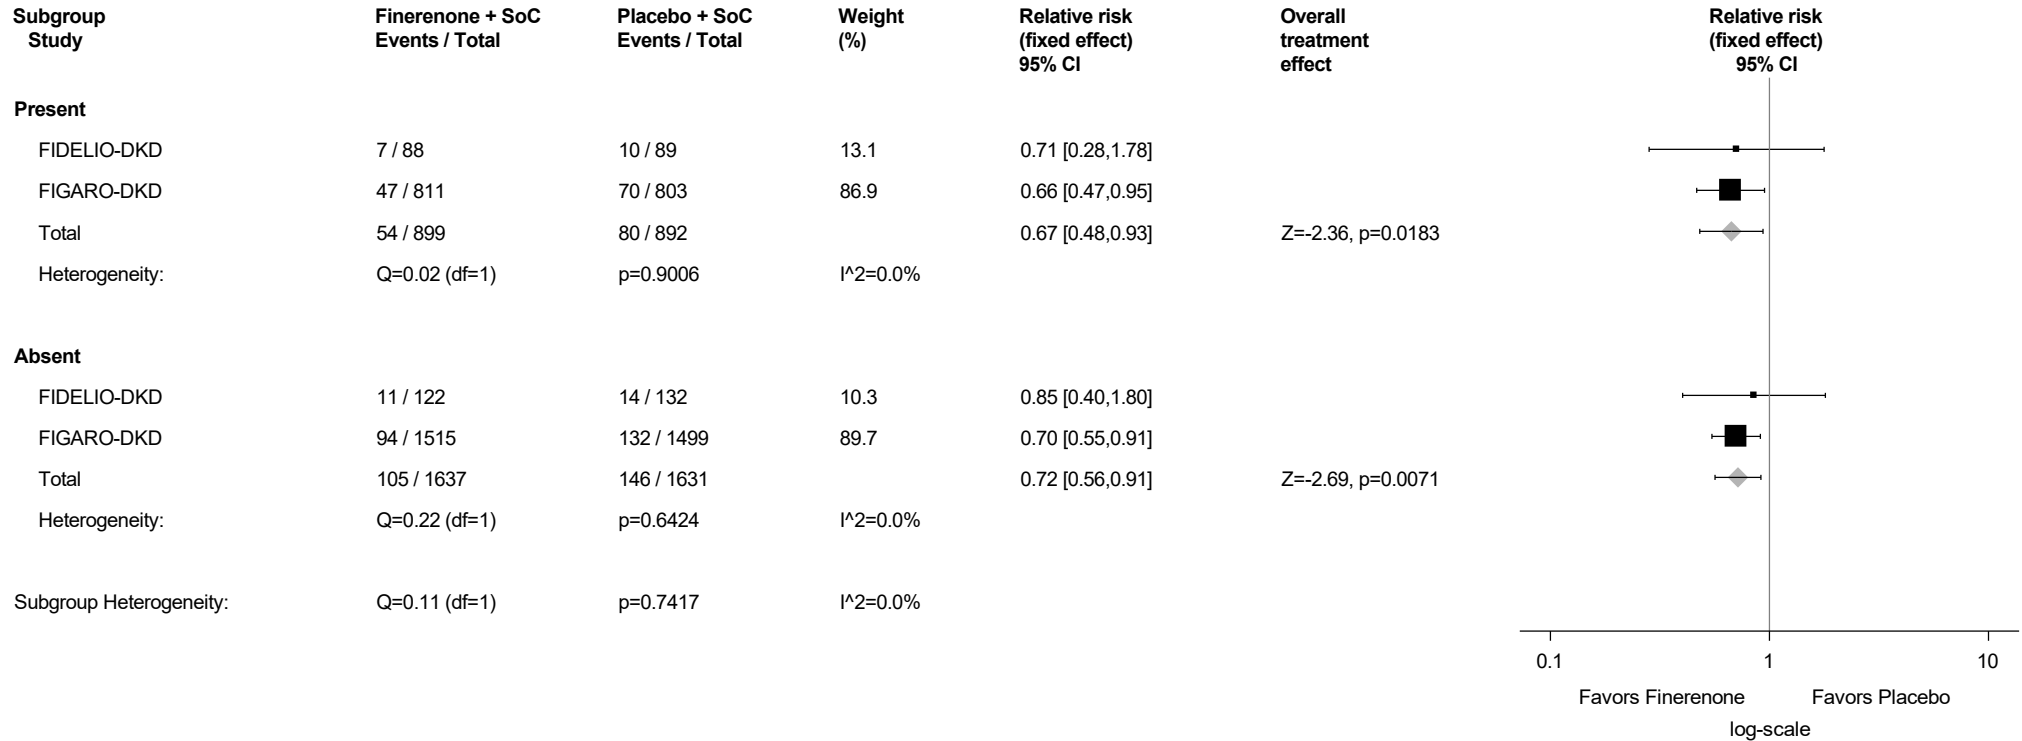 Subgroup Finerenone + SoC Placebo + SoC Weight Relative risk Overall Relative risk
Study Events / Total Events / Total (%) (fixed effect) treatment (fixed effect)
95% CI effect 95% CI
Present
FIDELIO-DKD 7 / 88 10 / 89 13.1 0.71 [0.28,1.78]
FIGARO-DKD 47 / 811 70 / 803 86.9 0.66 [0.47,0.95]
Total 54 / 899 80 / 892 0.67 [0.48,0.93] Z=-2.36, p=0.0183
Heterogeneity: Q=0.02 (df=1) p=0.9006 I^2=0.0%
Absent
FIDELIO-DKD 11 / 122 14 / 132 10.3 0.85 [0.40,1.80]
FIGARO-DKD 94 / 1515 132 / 1499 89.7 0.70 [0.55,0.91]
Total 105 / 1637 146 / 1631 0.72 [0.56,0.91] Z=-2.69, p=0.0071
Heterogeneity: Q=0.22 (df=1) p=0.6424 I^2=0.0%
Subgroup Heterogeneity: Q=0.11 (df=1) p=0.7417 I^2=0.0%
0.1 1 10
Favors Finerenone Favors Placebo
log-scale